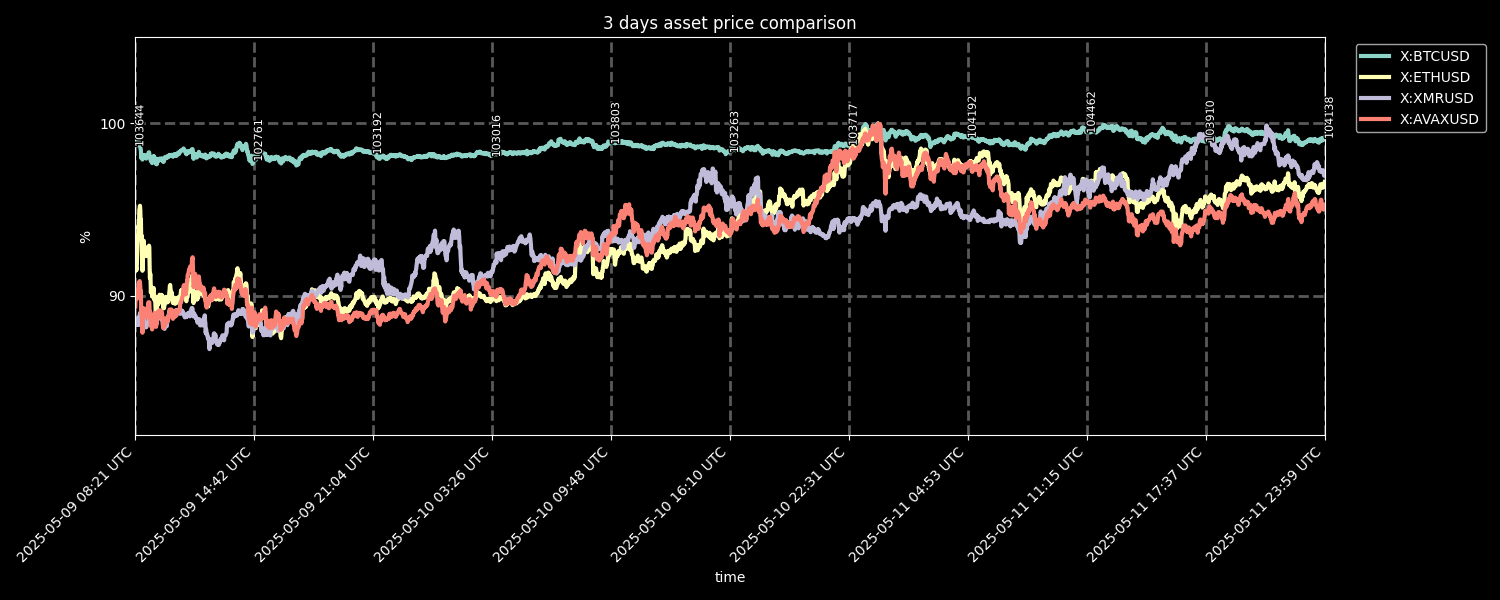 3 days asset price comparison
X:BTCUSD
X:ETHUSD
X:XMRUSD
X:AVAXUSD
100
90
%
103644
102761
103192
103016
103803
103263
103717
104192
104462
103910
104138
2025-05-09 08:21 UTC
2025-05-09 14:42 UTC
2025-05-09 21:04 UTC
2025-05-10 03:26 UTC
2025-05-10 09:48 UTC
2025-05-10 16:10 UTC
2025-05-10 22:31 UTC
2025-05-11 04:53 UTC
2025-05-11 11:15 UTC
2025-05-11 17:37 UTC
2025-05-11 23:59 UTC
time